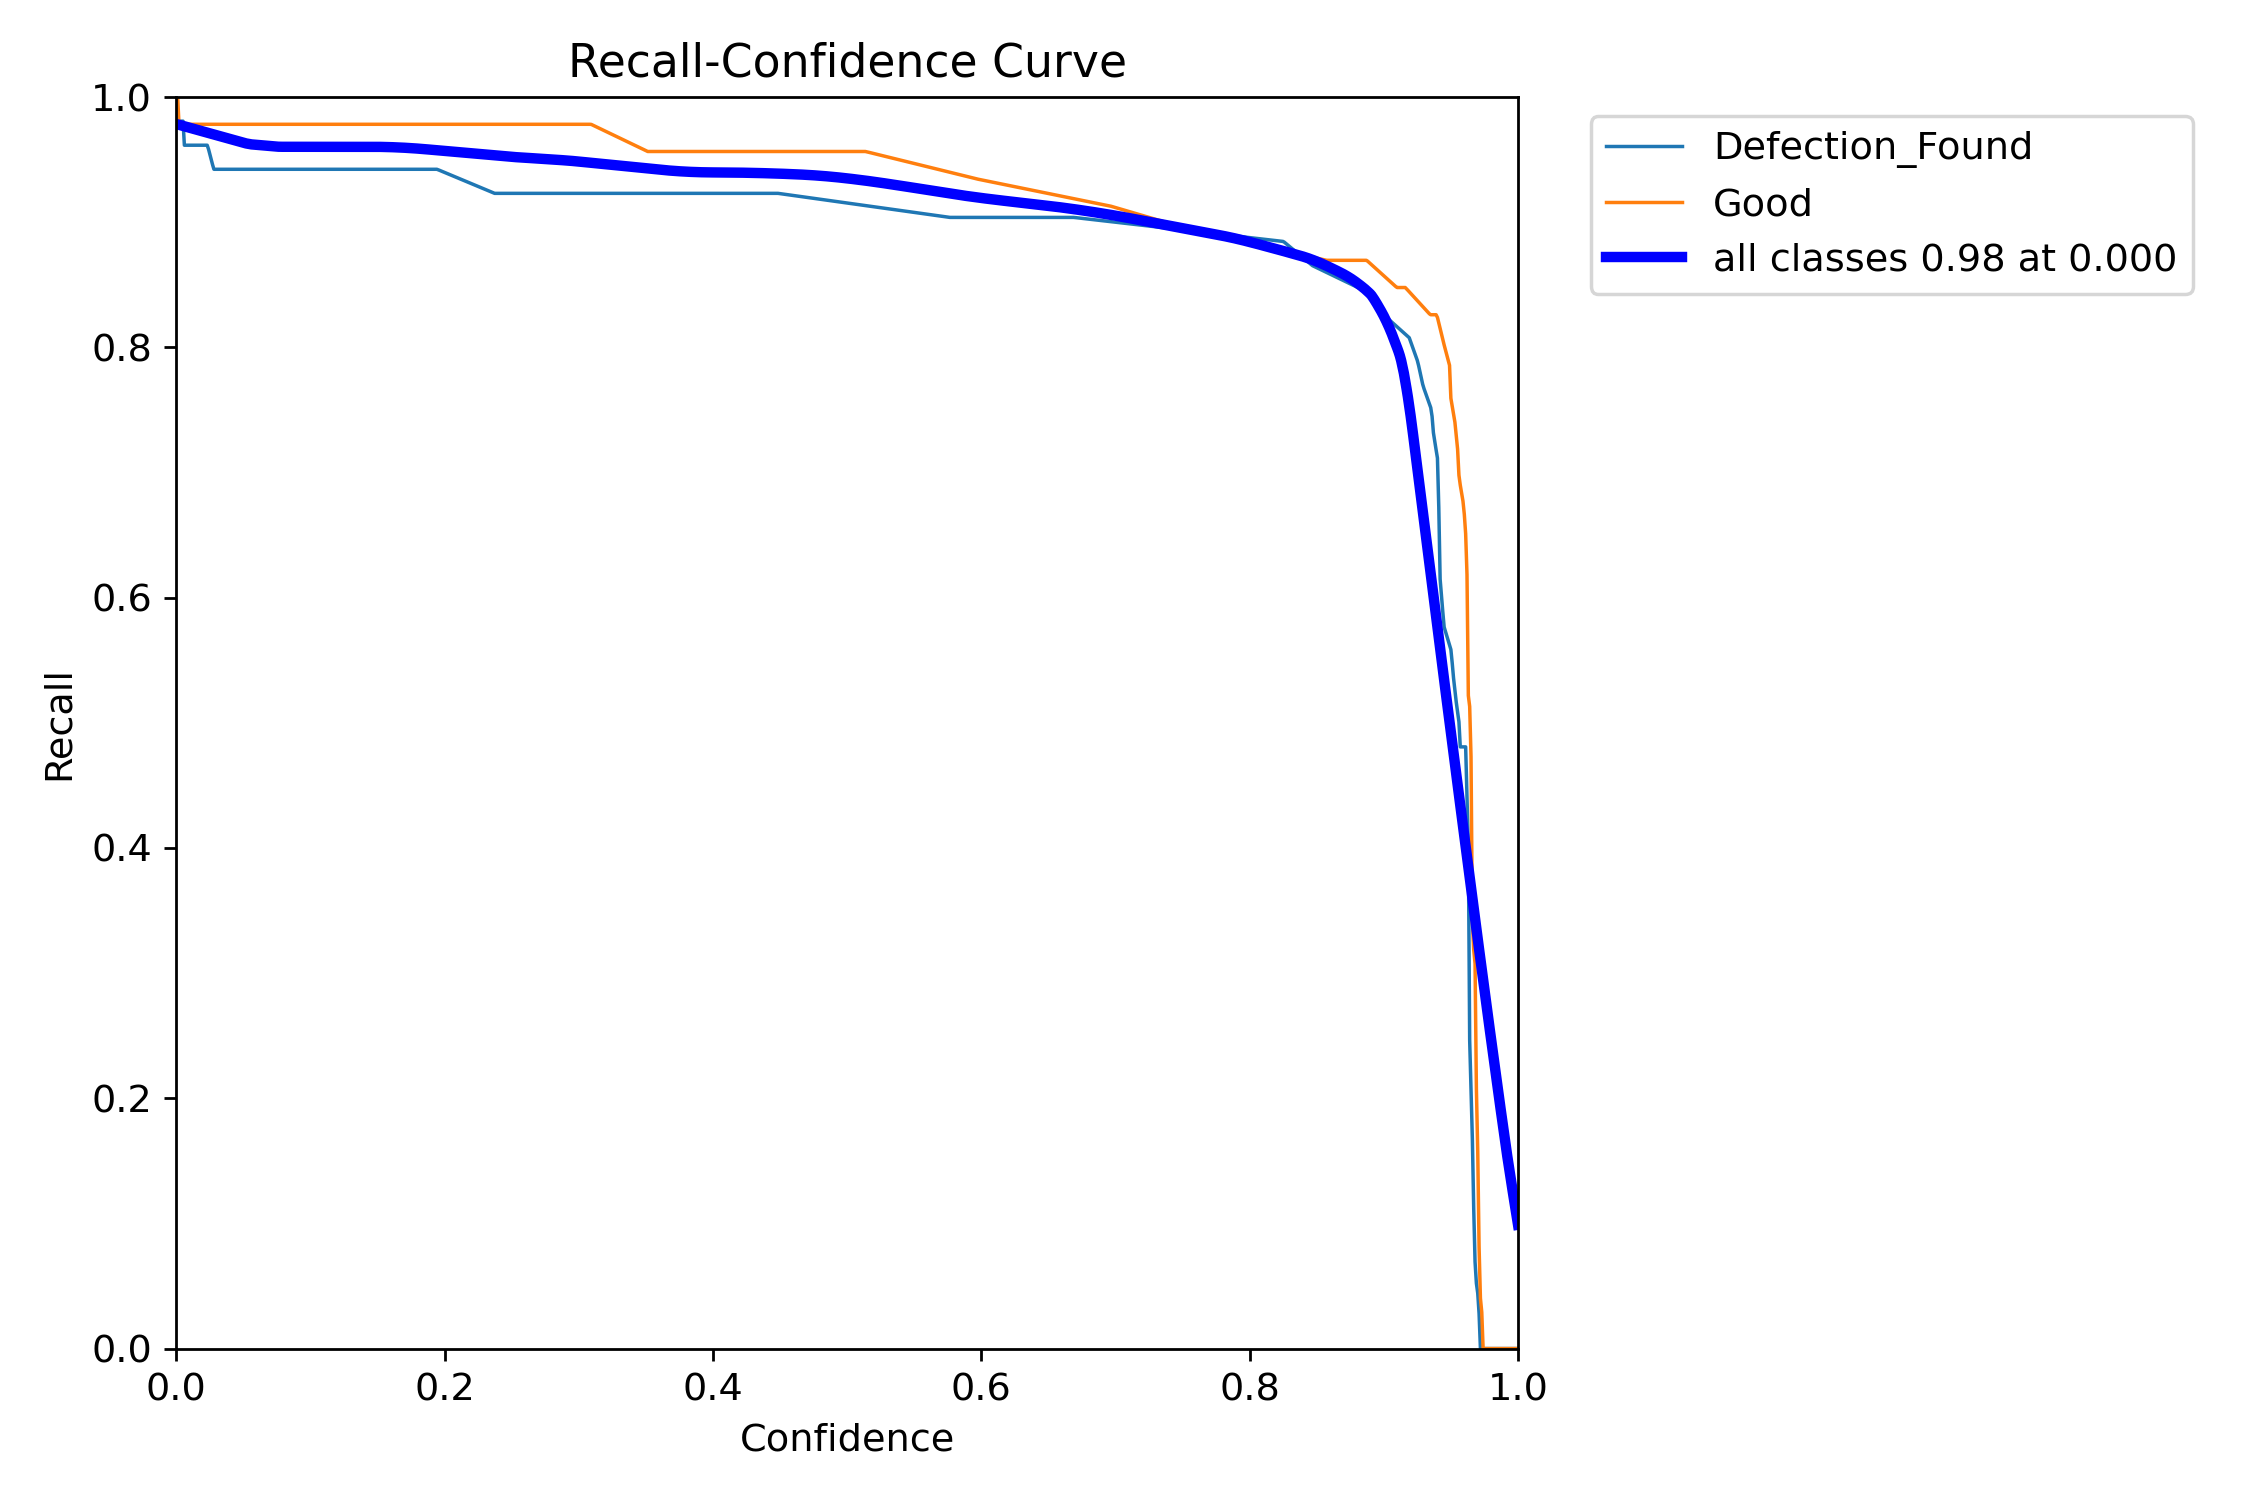 Recall-Confidence Curve
Defection_Found
Good
all classes 0.98 at 0.000
1.0
0.8
0.6
0.4
0.2
0.0
Recall
0.0 0.2 0.4 0.6 0.8 1.0
Confidence